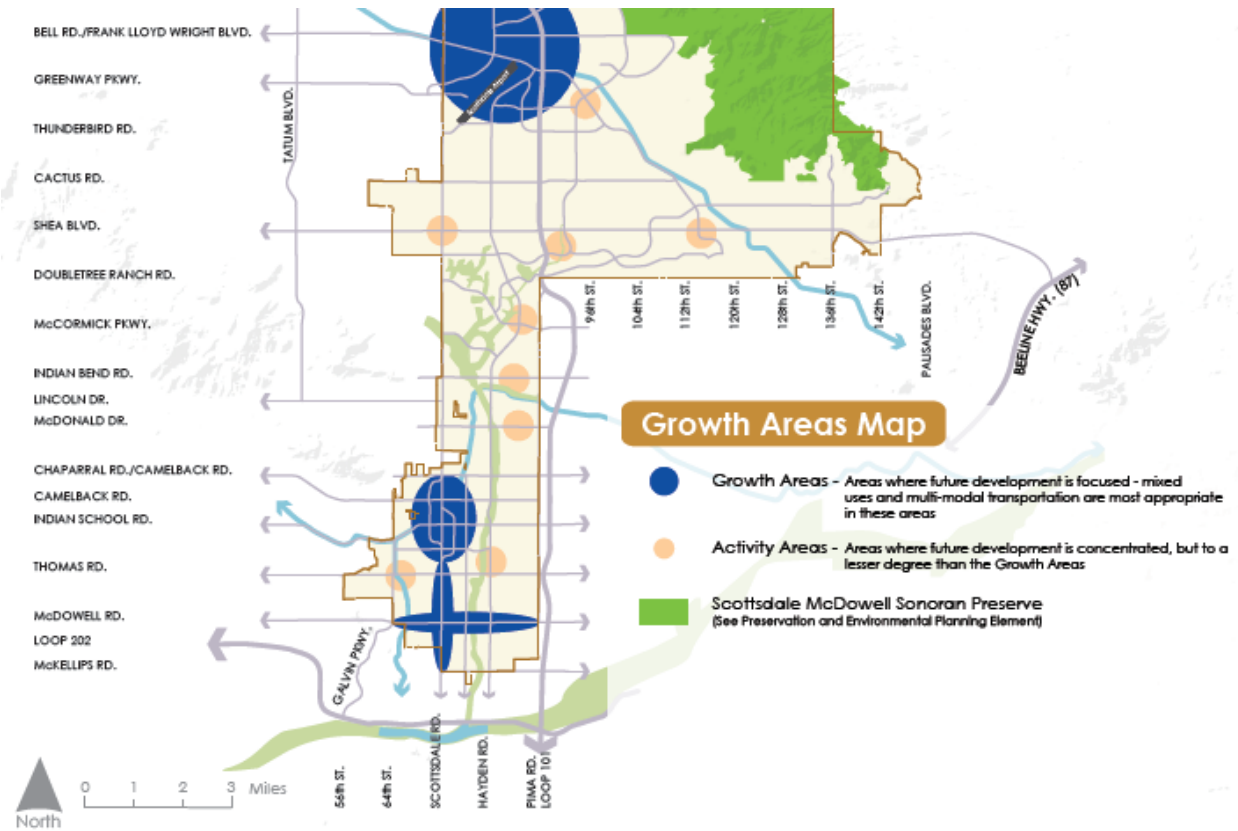 BELL RD./FRANK LLOYD WRIGHT BLVD.
GREENWAY PKWY.
THUNDERBIRD RD.
CACTUS RD.
SHEA BLVD.
DOUBLETREE RANCH RD.
McCORMICK PKWY.
INDIAN BEND RD.
LINCOLN DR.
McDONALD DR.
CHAPARRAL RD./CAMELBACK RD.
CAMELBACK RD.
INDIAN SCHOOL RD.
THOMAS RD.
McDOWELL RD.
LOOP 202
McKELLIPS RD.
TATUM BLVD.
96th ST.
104th ST.
112th ST.
120th ST.
128th ST.
136th ST.
142th ST.
PALISADES BLVD.
BEELINE HWY. (87)
Growth Areas Map
Growth Areas - Areas where future development is focused - mixed
uses and multi-modal transportation are most appropriate
in these areas
Activity Areas - Areas where future development is concentrated, but to a
lesser degree than the Growth Areas
Scottsdale McDowell Sonoran Preserve
(See Preservation and Environmental Planning Element)
GALVIN PKWY.
56th ST.
64th ST.
SCOTTSDALE RD.
HAYDEN RD.
PIMA RD.
LOOP 101
0 1 2 3 Miles
North